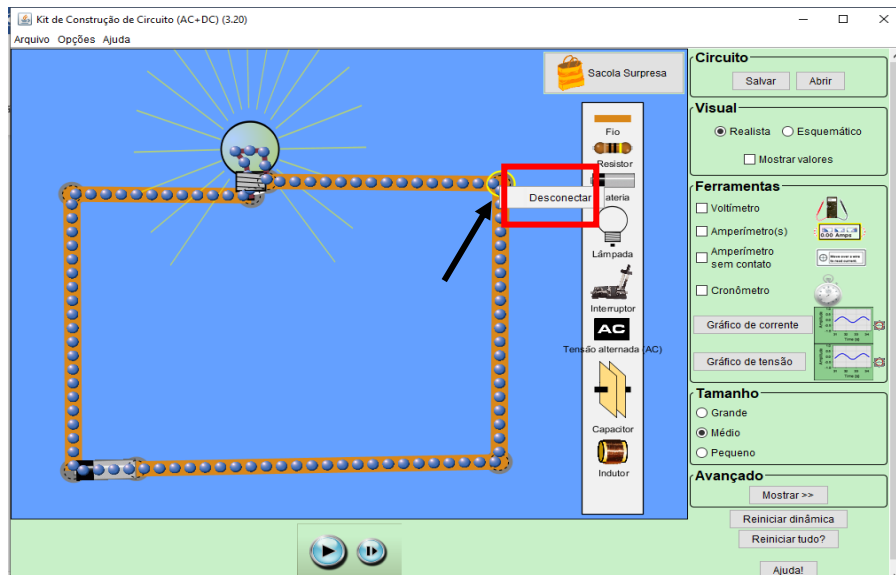 Kit de Construção de Circuito (AC+DC) (3.20)
Arquivo Opções Ajuda
Sacola Surpresa
Fio
Resistor
Desconectar
ateria
Lâmpada
Interruptor
AC
Tensão alternada (AC)
Capacitor
Indutor
Circuito
Salvar Abrir
Visual
Realista Esquemático
Mostrar valores
Ferramentas
Voltímetro
Amperímetro(s)
0.00 Amps
Amperímetro
sem contato
Cronômetro
Gráfico de corrente
Gráfico de tensão
Tamanho
Grande
Médio
Pequeno
Avançado
Mostrar >>
Reiniciar dinâmica
Reiniciar tudo?
Ajuda!